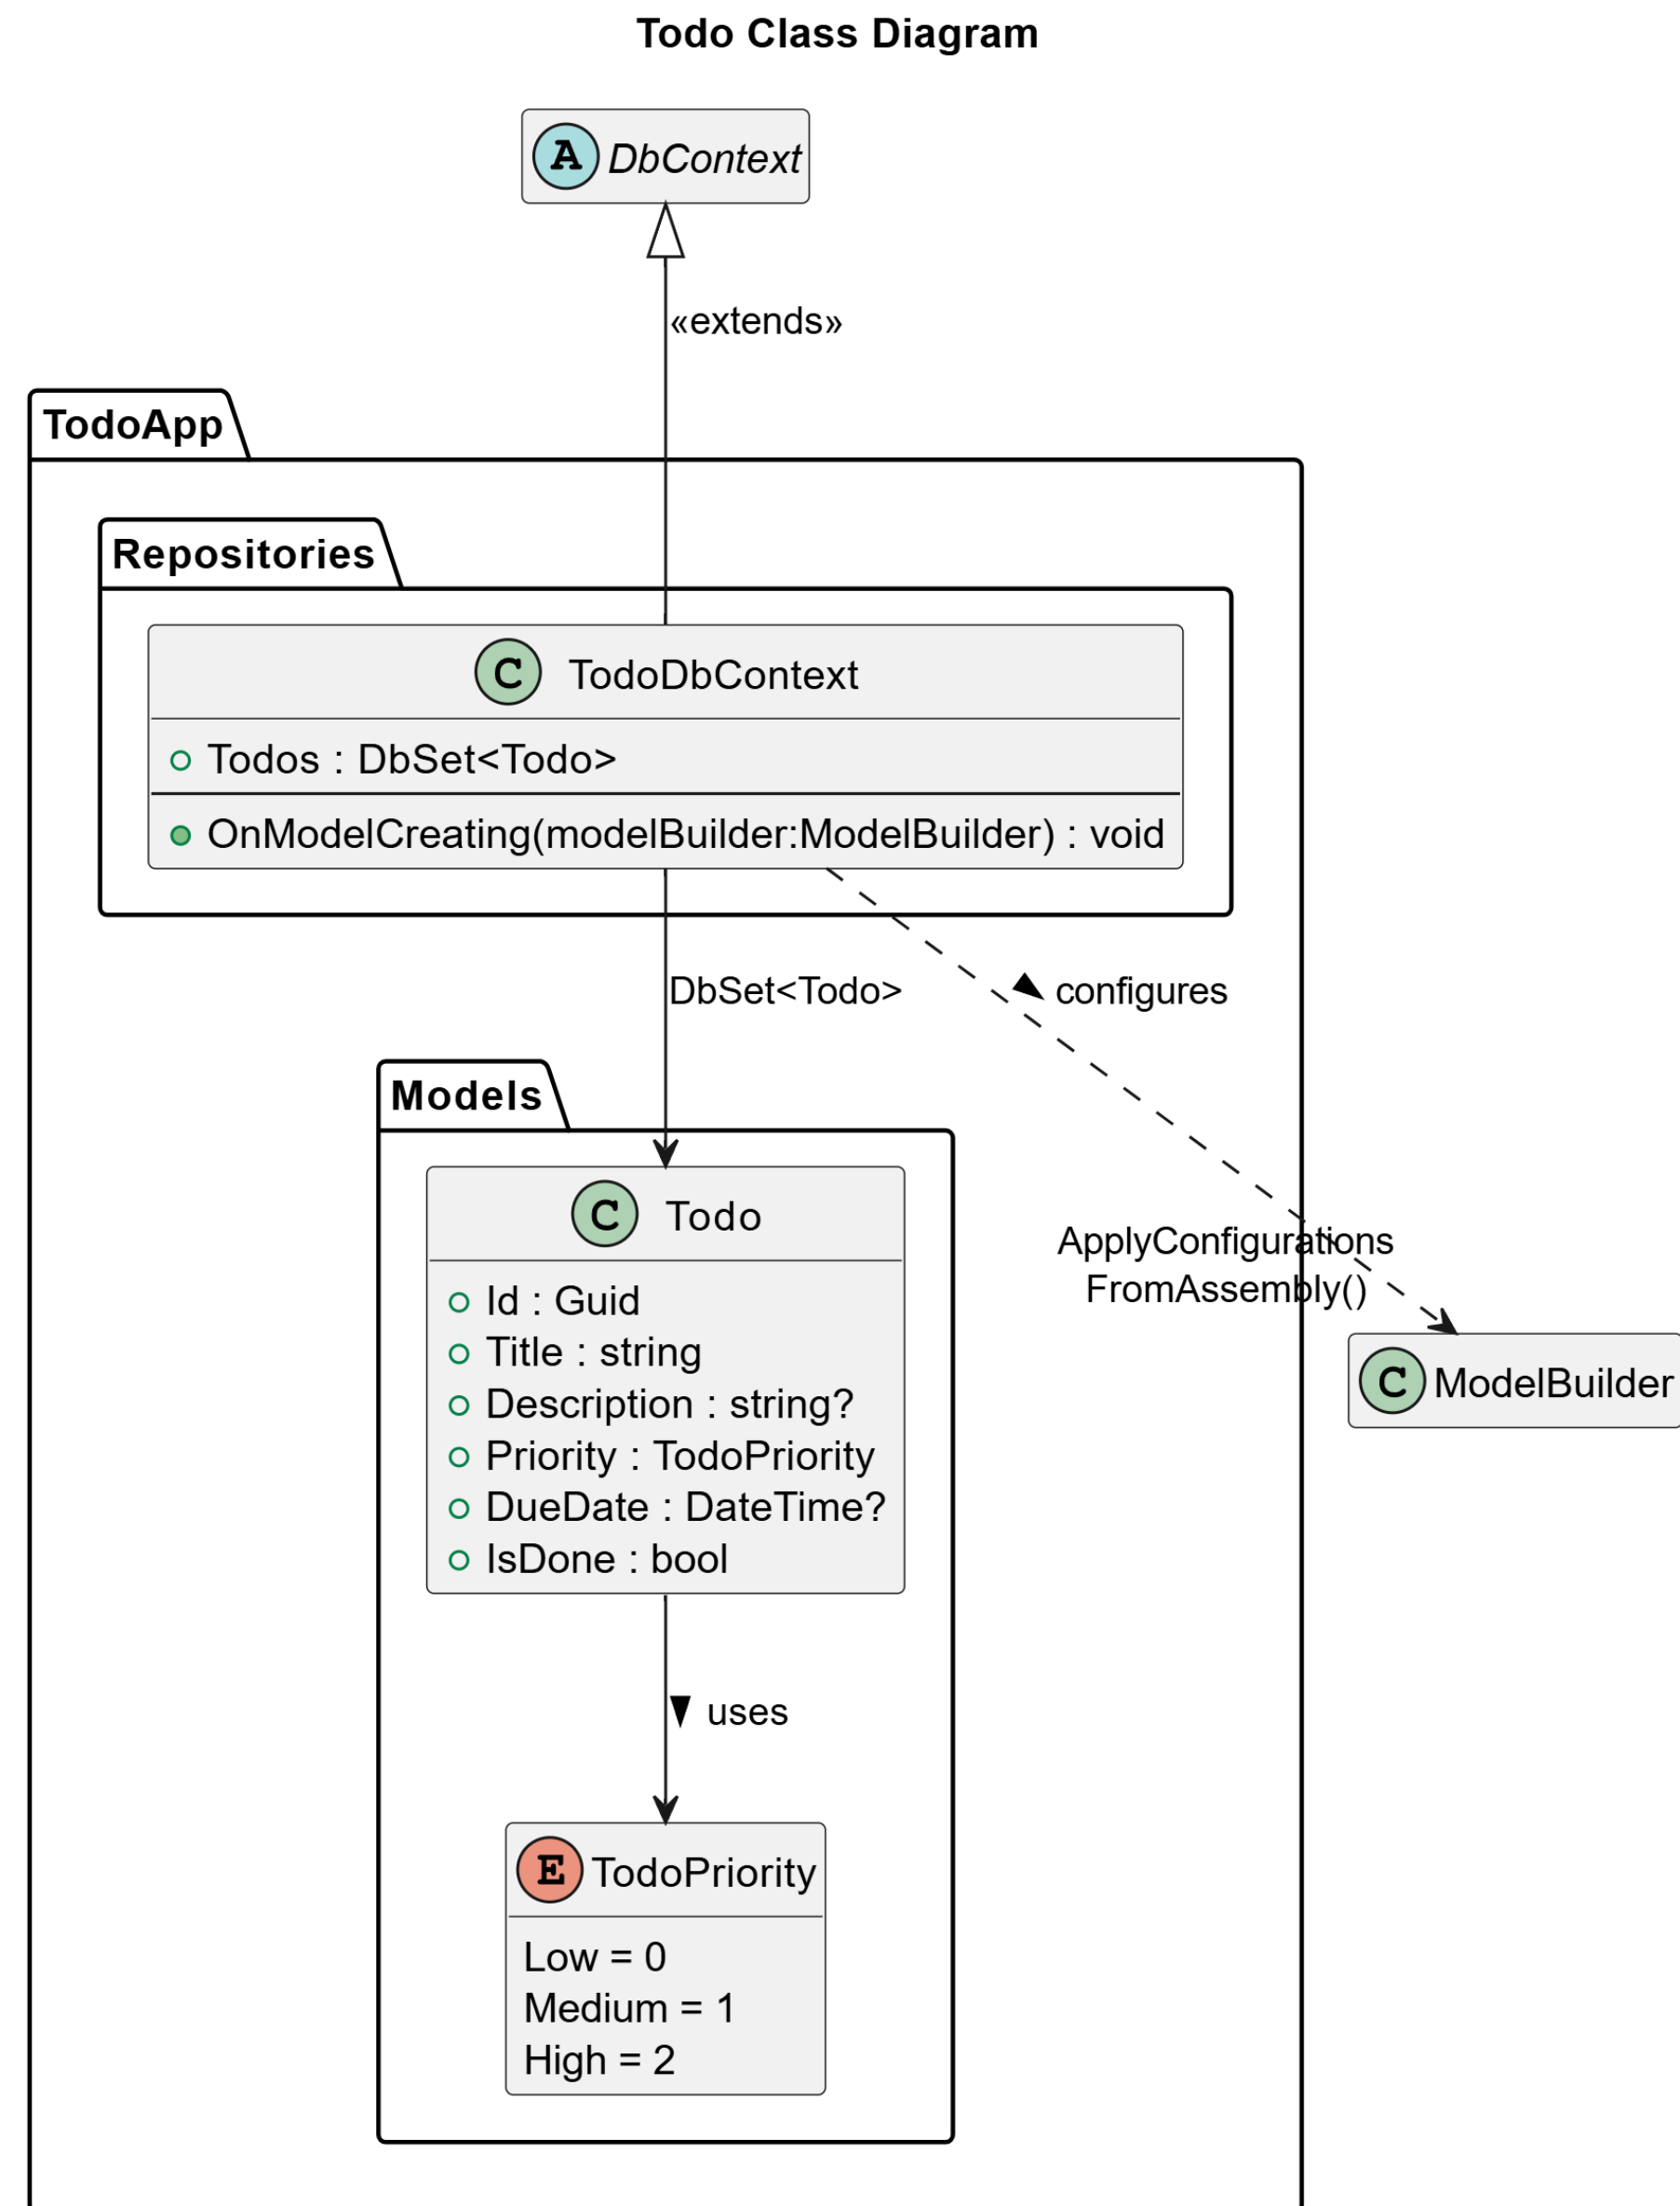 Todo Class Diagram
A DbContext
«extends»
TodoApp
Repositories
C TodoDbContext
Todos : DbSet<Todo>
OnModelCreating(modelBuilder:ModelBuilder) : void
DbSet<Todo>
configures
Models
C Todo
Id : Guid
Title : string
Description : string?
Priority : TodoPriority
DueDate : DateTime?
IsDone : bool
ApplyConfigurations
FromAssembly()
C ModelBuilder
uses
E TodoPriority
Low = 0
Medium = 1
High = 2